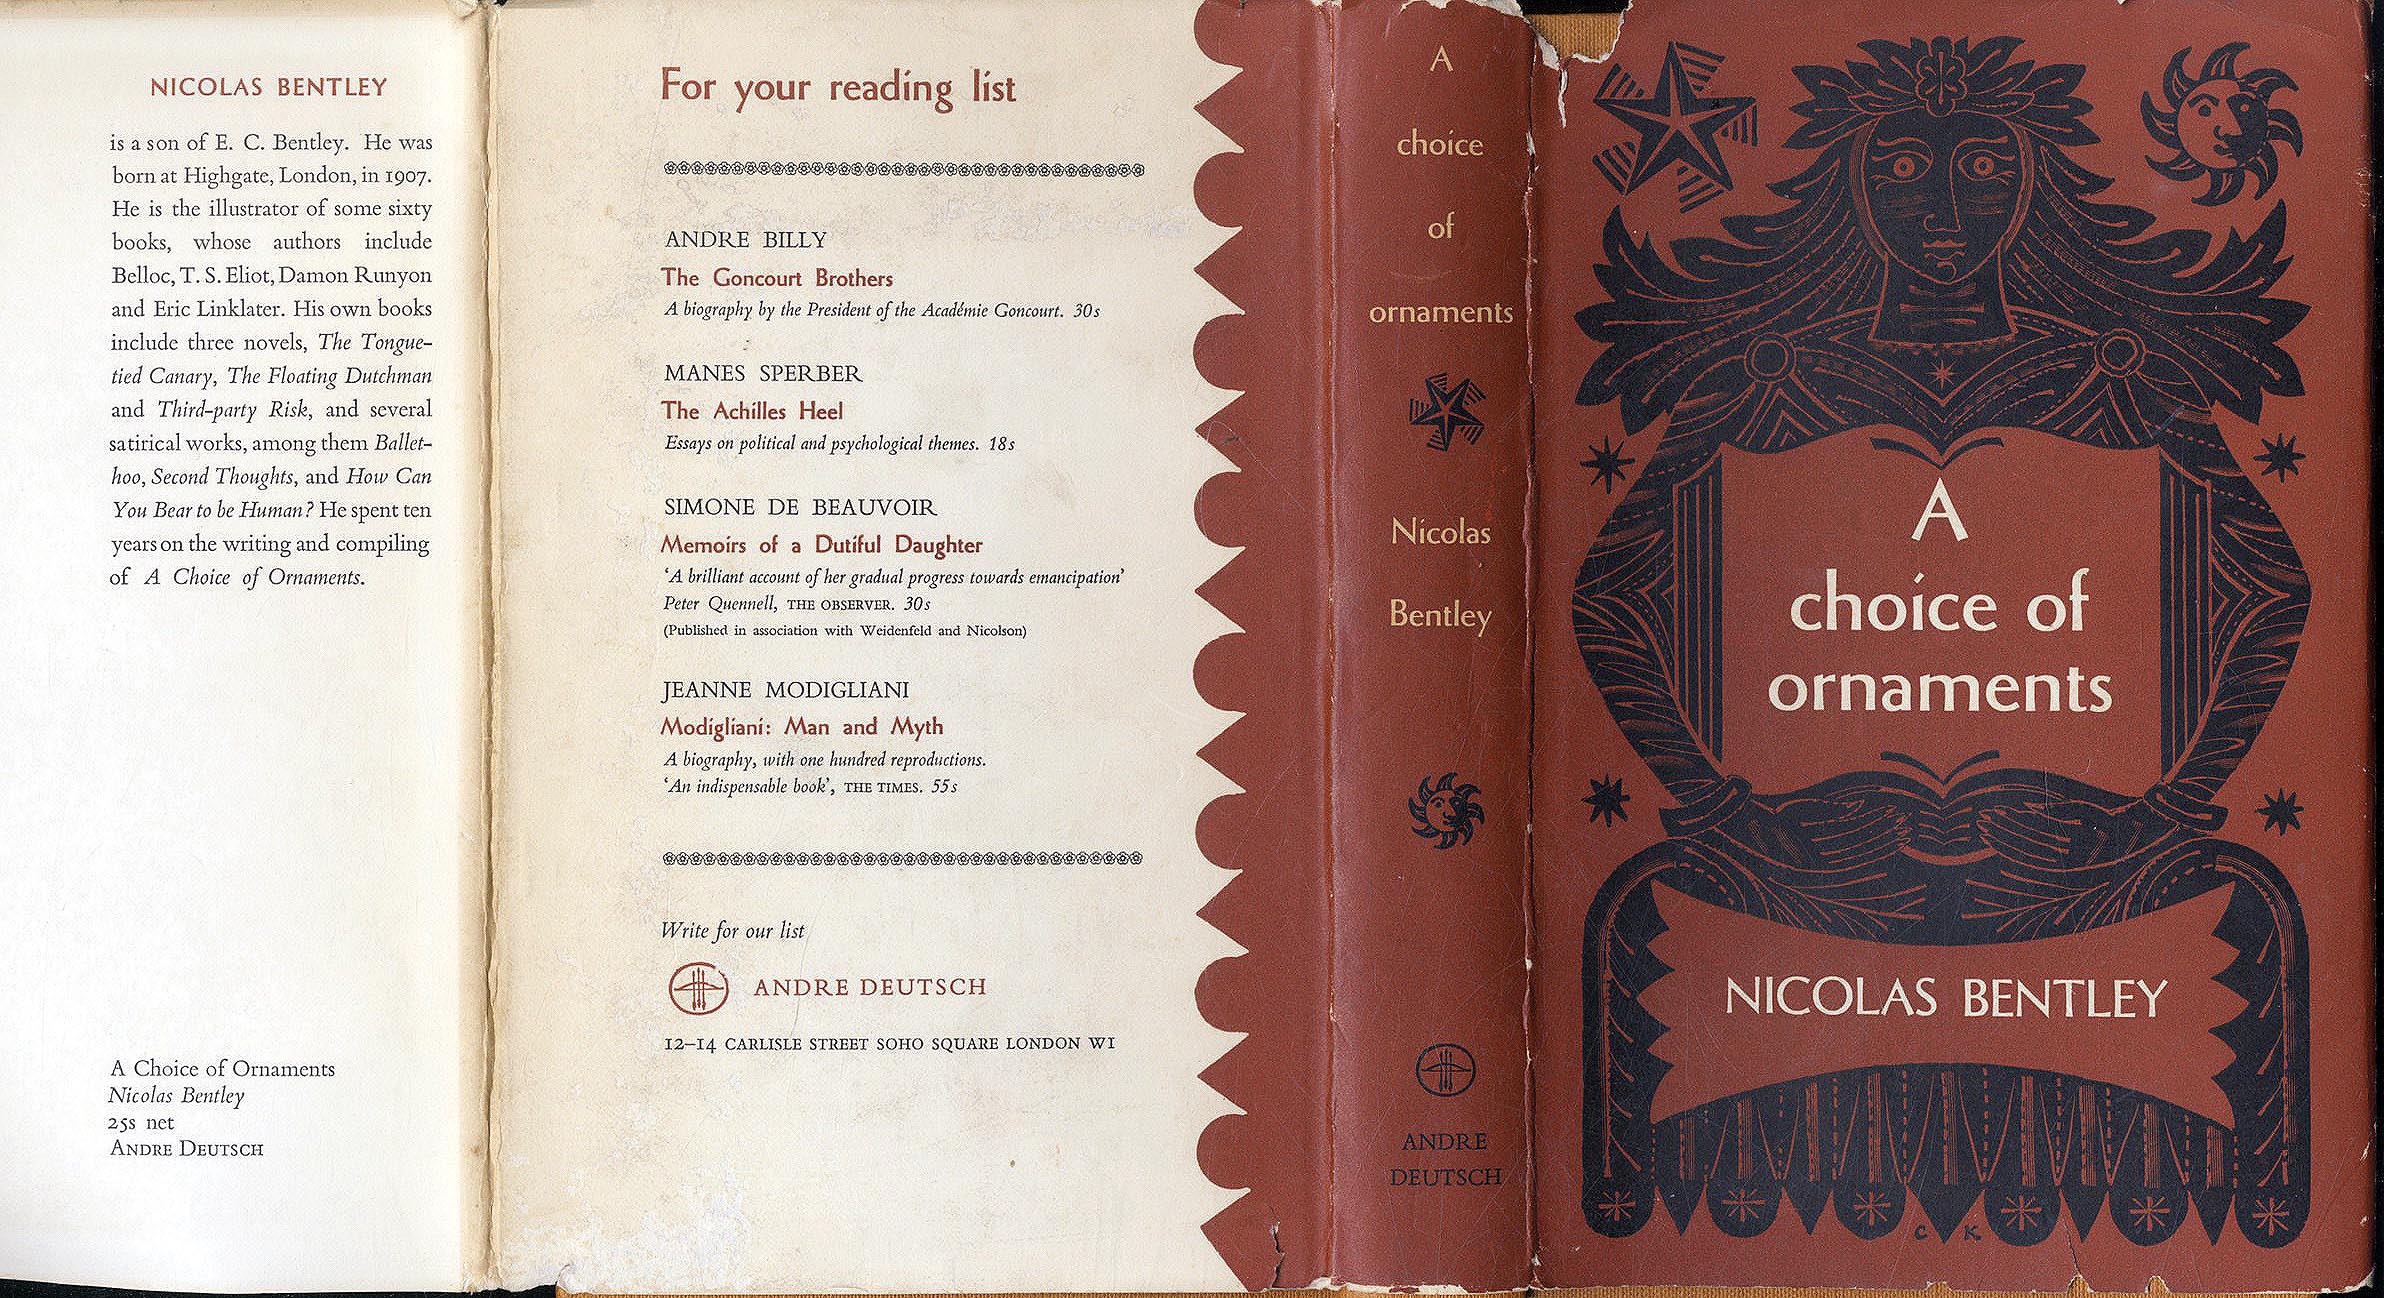 NICOLAS BENTLEY
is a son of E. C. Bentley. He was
born at Highgate, London, in 1907.
He is the illustrator of some sixty
books, whose authors include
Belloc, T. S. Eliot, Damon Runyon
and Eric Linklater. His own books
include three novels, The Tongue-
tied Canary, The Floating Dutchman
and Third-party Risk, and several
satirical works, among them Ballet-
hoo, Second Thoughts, and How Can
You Bear to be Human? He spent ten
years on the writing and compiling
of A Choice of Ornaments.
A Choice of Ornaments
Nicolas Bentley
25s net
ANDRE DEUTSCH
For your reading list
ANDRE BILLY
The Goncourt Brothers
A biography by the President of the Académie Goncourt. 30s
MANES SPERBER
The Achilles Heel
Essays on political and psychological themes. 18s
SIMONE DE BEAUVOIR
Memoirs of a Dutiful Daughter
‘A brilliant account of her gradual progress towards emancipation’
Peter Quennell, THE OBSERVER. 30s
(Published in association with Weidenfeld and Nicolson)
JEANNE MODIGLIANI
Modigliani: Man and Myth
A biography, with one hundred reproductions.
‘An indispensable book’, THE TIMES. 55s
Write for our list
ANDRE DEUTSCH
12–14 CARLISLE STREET SOHO SQUARE LONDON W1
A
choice
of
ornaments
Nicolas
Bentley
ANDRE
DEUTSCH
A
choice of
ornaments
NICOLAS BENTLEY
C K